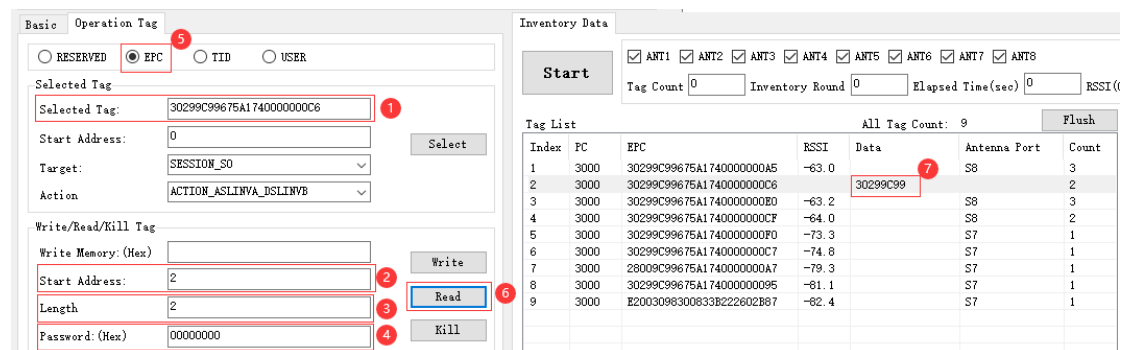 Basic Operation Tag
5
RESERVED EPC TID USER
Selected Tag
Selected Tag: 30299C99675A1740000000C6 1
Start Address: 0
Select
Target: SESSION_S0
Action ACTION_ASLINVA_DSLINVB
Write/Read/Kill Tag
Write Memory:(Hex)
Write
Start Address: 2 2
Read 6
Length 2 3
Password:(Hex) 00000000 4
Kill
Inventory Data
Start
ANT1 ANT2 ANT3 ANT4 ANT5 ANT6 ANT7 ANT8
Tag Count 0 Inventory Round 0 Elapsed Time(sec) 0 RSSI(
Tag List All Tag Count: 9 Flush
Index PC EPC RSSI Data Antenna Port Count
7
1 3000 30299C99675A1740000000A5 -63.0 S8 3
2 3000 30299C99675A1740000000C6 30299C99 2
3 3000 30299C99675A1740000000E0 -63.2 S8 3
4 3000 30299C99675A1740000000CF -64.0 S8 2
5 3000 30299C99675A1740000000F0 -73.3 S7 1
6 3000 30299C99675A1740000000C7 -74.8 S7 1
7 3000 28009C99675A1740000000A7 -79.3 S7 1
8 3000 30299C99675A174000000095 -81.1 S7 1
9 3000 E2003098300833B222602B87 -82.4 S7 1